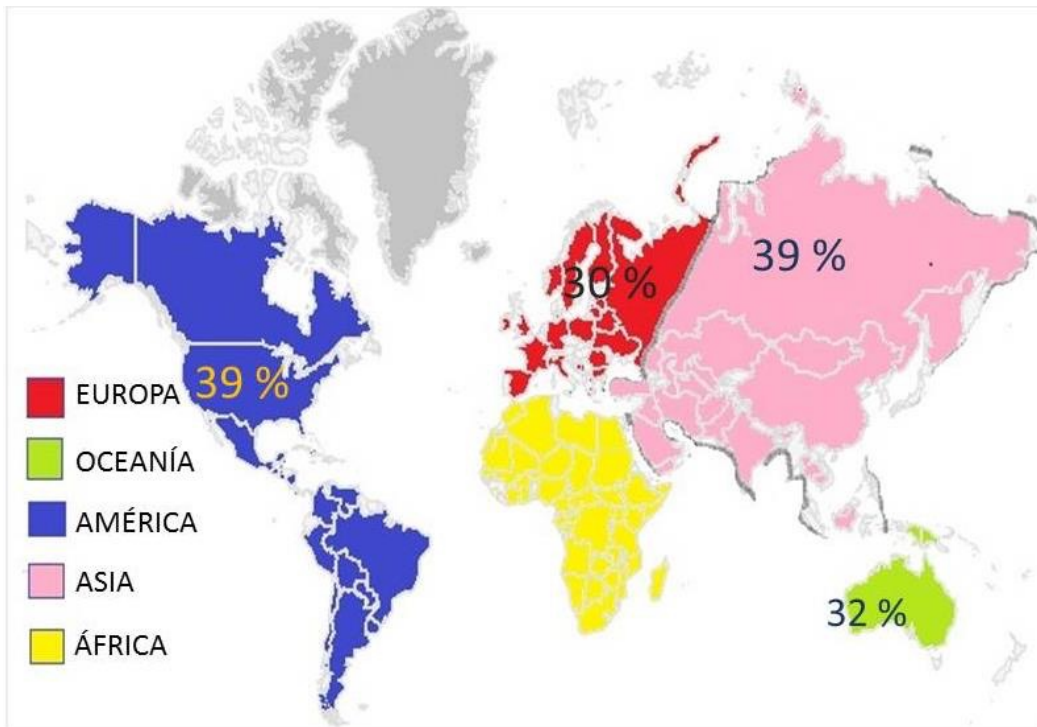 30 %
39 %
39 %
EUROPA
OCEANÍA
AMÉRICA
ASIA
32 %
ÁFRICA